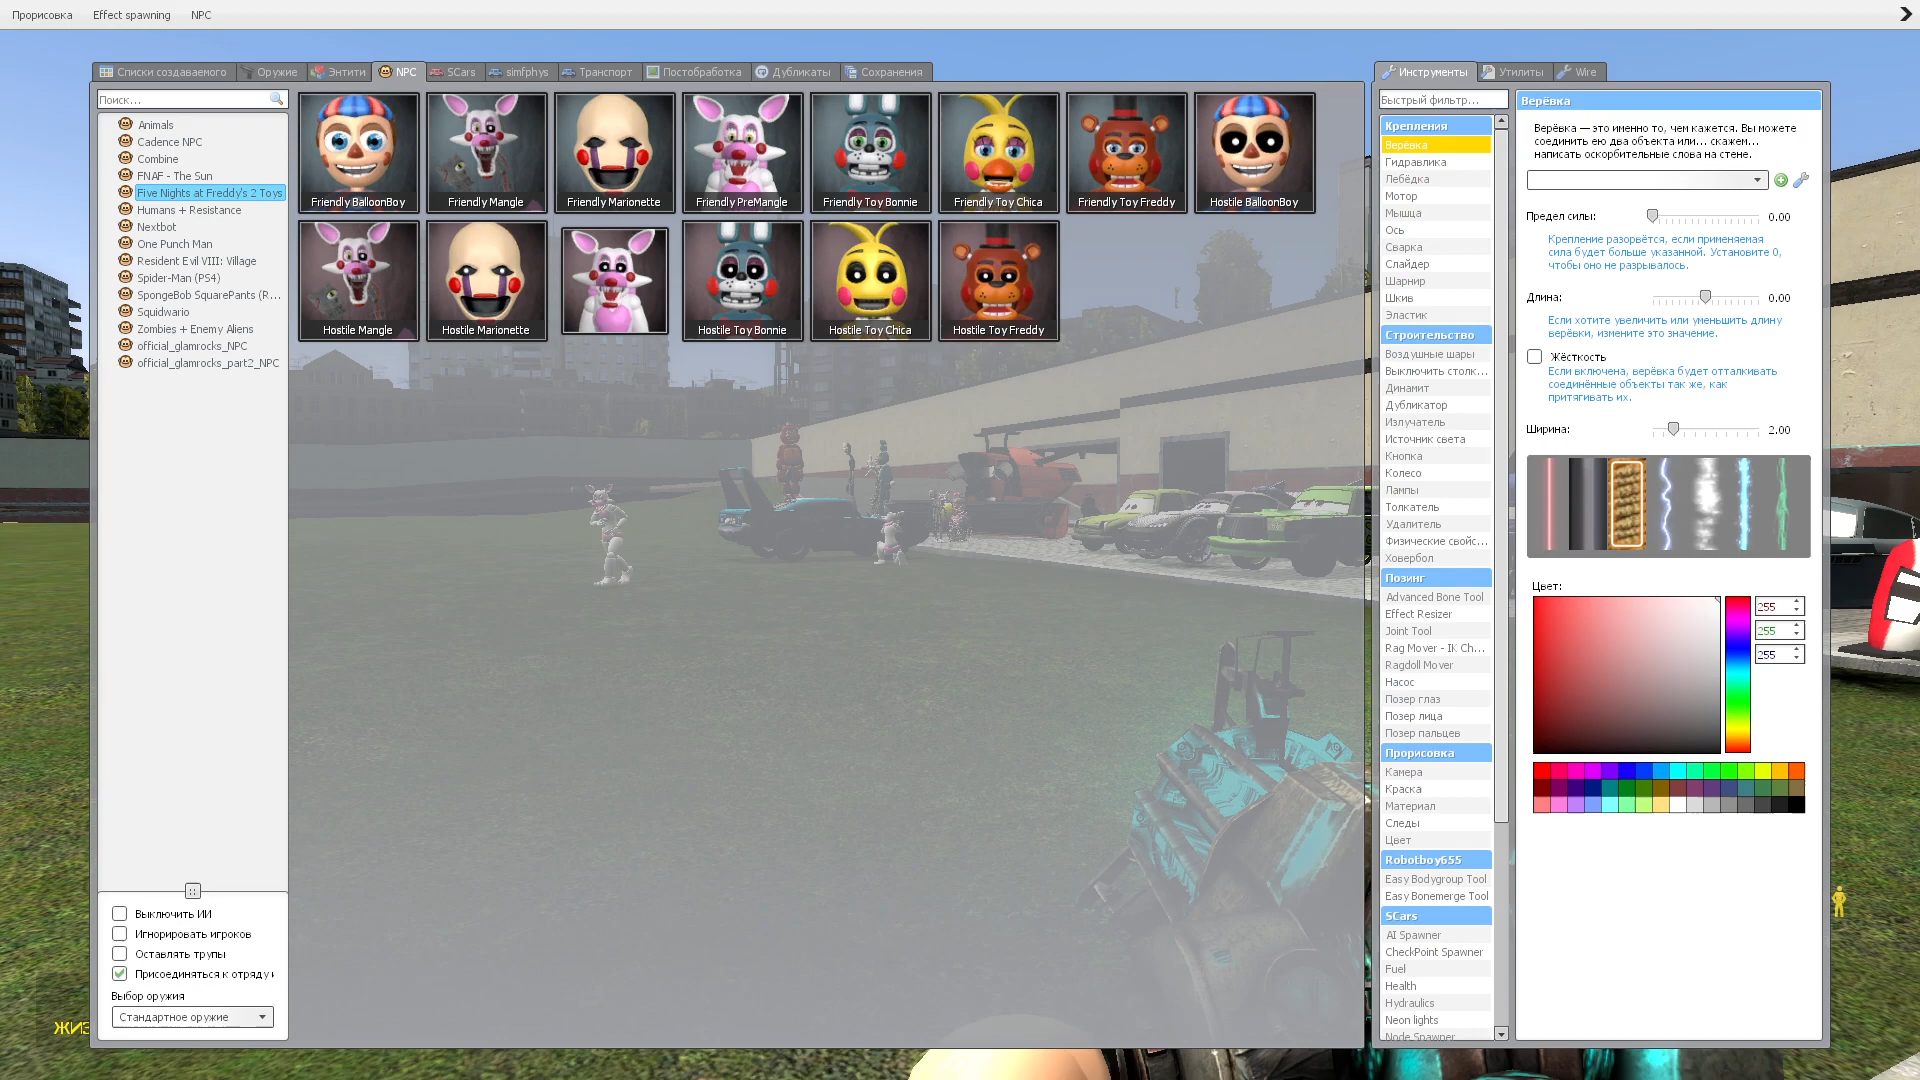 Прорисовка Effect spawning NPC
Списки создаваемого Оружие Энтити NPC SCars simfphys Транспорт Постобработка Дубликаты Сохранения
Поиск...
Animals
Cadence NPC
Combine
FNAF - The Sun
Five Nights at Freddy's 2 Toys
Humans + Resistance
Nextbot
One Punch Man
Resident Evil VIII: Village
Spider-Man (PS4)
SpongeBob SquarePants (R...
Squidwario
Zombies + Enemy Aliens
official_glamrocks_NPC
official_glamrocks_part2_NPC
Friendly BalloonBoy Friendly Mangle Friendly Marionette Friendly PreMangle Friendly Toy Bonnie Friendly Toy Chica Friendly Toy Freddy Hostile BalloonBoy
Hostile Mangle Hostile Marionette Hostile Toy Bonnie Hostile Toy Chica Hostile Toy Freddy
Выключить ИИ
Игнорировать игроков
Оставлять трупы
Присоединяться к отряду
Выбор оружия
Стандартное оружие
Инструменты Утилиты Wire
Быстрый фильтр...
Крепления
Верёвка
Гидравлика
Лебёдка
Мотор
Мышца
Ось
Сварка
Слайдер
Шарнир
Шкив
Эластик
Строительство
Воздушные шары
Выключить столк...
Динамит
Дубликатор
Излучатель
Источник света
Кнопка
Колесо
Лампы
Толкатель
Удалитель
Физические свойс...
Ховербол
Позинг
Advanced Bone Tool
Effect Resizer
Joint Tool
Rag Mover - IK Ch...
Ragdoll Mover
Насос
Позер глаз
Позер лица
Позер пальцев
Прорисовка
Камера
Краска
Материал
Следы
Цвет
Robotboy655
Easy Bodygroup Tool
Easy Bonemerge Tool
SCars
AI Spawner
CheckPoint Spawner
Fuel
Health
Hydraulics
Neon lights
Node Spawner
Верёвка
Верёвка — это именно то, чем кажется. Вы можете
соединить ею два объекта или... скажем...
написать оскорбительные слова на стене.
Предел силы: 0.00
Крепление разорвётся, если применяемая
сила будет больше указанной. Установите 0,
чтобы оно не разрывалось.
Длина: 0.00
Если хотите увеличить или уменьшить длину
верёвки, измените это значение.
Жёсткость
Если включена, верёвка будет отталкивать
соединённые объекты так же, как
притягивать их.
Ширина: 2.00
Цвет:
255
255
255